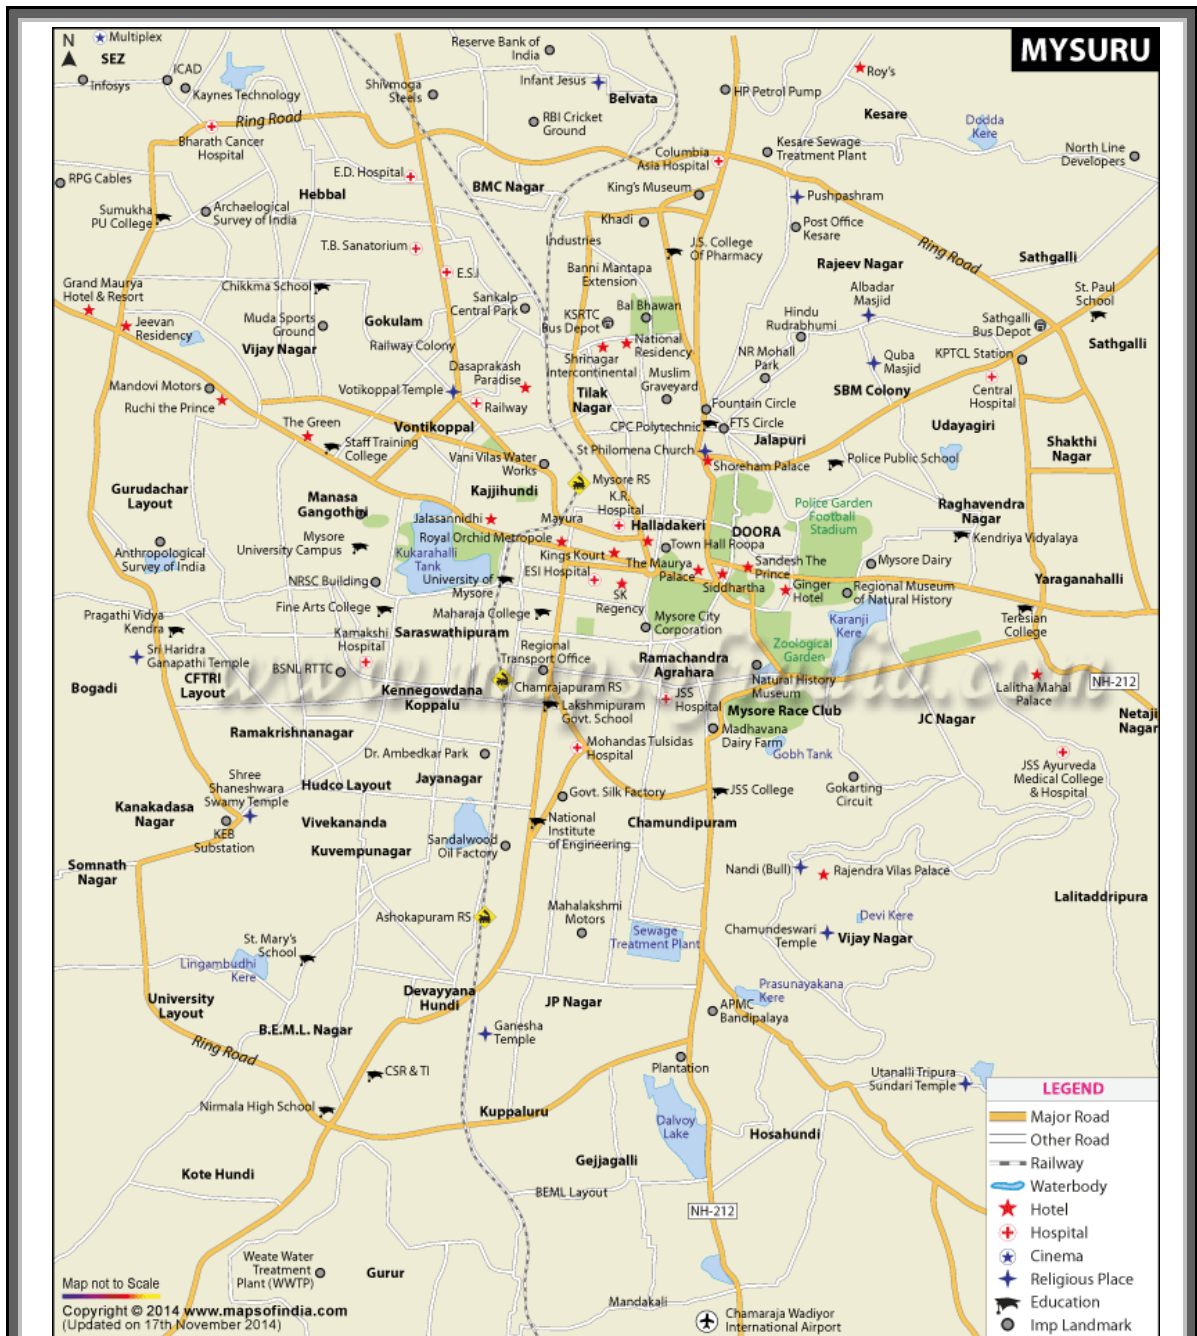 N
Multiplex
SEZ
Infosys
ICAD
Kaynes Technology
Shivmoga
Steels
Reserve Bank of
India
Infant Jesus
Belvata
RBI Cricket
Ground
HP Petrol Pump
Roy's
MYSURU
Kesare
Dodda
Kere
North Line
Developers
Ring Road
Bharath Cancer
Hospital
E.D. Hospital
BMC Nagar
Columbia
Asia Hospital
Kesare Sewage
Treatment Plant
King's Museum
Pushpashram
RPG Cables
Hebbal
Sumukha
PU College
Archaelogical
Survey of India
Khadi
Post Office
Kesare
T.B. Sanatorium
Industries
J.S. College
Of Pharmacy
Ring Road
Sathgalli
Rajeev Nagar
E.S.I
Banni Mantapa
Extension
Grand Maurya
Hotel & Resort
Chikkma School
Albadar
Masjid
St. Paul
School
Jeevan
Residency
Muda Sports
Ground
Gokulam
Sankalp
Central Park
KSRTC
Bus Depot
Bal Bhawan
Hindu
Rudrabhumi
Sathgalli
Bus Depot
Sathgalli
Vijay Nagar
Railway Colony
National
Residency
Shrinagar
Intercontinental
NR Mohall
Park
Quba
Masjid
KPTCL Station
Dasaprakash
Paradise
Muslim
Graveyard
Mandovi Motors
Ruchi the Prince
Votikoppal Temple
Railway
Tilak
Nagar
Fountain Circle
SBM Colony
Central
Hospital
The Green
Vontikoppal
CPC Polytechnic
FTS Circle
Jalapuri
Udayagiri
Staff Training
College
Vani Vilas Water
Works
St Philomena Church
Shoreham Palace
Police Public School
Shakthi
Nagar
Gurudachar
Layout
Manasa
Gangothri
Kajjihundi
Mysore RS
K.R.
Hospital
Police Garden
Football
Stadium
Raghavendra
Nagar
Jalasannidhi
Mayura
Halladakeri
DOORA
Mysore
University Campus
Royal Orchid Metropole
Town Hall Roopa
Kendriya Vidyalaya
Anthropological
Survey of India
Kukarahalli
Tank
Kings Kourt
The Maurya
Palace
Sandesh The
Prince
Mysore Dairy
NRSC Building
University of
Mysore
ESI Hospital
Siddhartha
Ginger
Hotel
Regional Museum
of Natural History
Yaraganahalli
SK
Regency
Fine Arts College
Maharaja College
Mysore City
Corporation
Karanji
Kere
Teresian
College
Pragathi Vidya
Kendra
Kamakshi
Hospital
Saraswathipuram
Sri Haridra
Ganapathi Temple
Regional
Transport Office
Ramachandra
Agrahara
Zoological
Garden
www.mapsofindia.com
CFTRI
Layout
BSNL RTTC
Chamrajapuram RS
Natural History
Museum
NH-212
Bogadi
Kennegowdana
Koppalu
Lakshmipuram
Govt. School
JSS
Hospital
Lalitha Mahal
Palace
Mysore Race Club
JC Nagar
Netaji
Nagar
Ramakrishnanagar
Madhavana
Dairy Farm
Dr. Ambedkar Park
Mohandas Tulsidas
Hospital
Gobh Tank
JSS Ayurveda
Medical College
& Hospital
Shree
Shaneshwara
Swamy Temple
Hudco Layout
Jayanagar
Govt. Silk Factory
JSS College
Gokarting
Circuit
Kanakadasa
Nagar
KEB
Substation
Vivekananda
Kuvempunagar
Sandalwood
Oil Factory
National
Institute
of Engineering
Chamundipuram
Somnath
Nagar
Nandi (Bull)
Rajendra Vilas Palace
Lalitaddripura
Ashokapuram RS
Mahalakshmi
Motors
Devi Kere
St. Mary's
School
Sewage
Treatment Plant
Chamundeswari
Temple
Vijay Nagar
Lingambudhi
Kere
University
Layout
Devayyana
Hundi
JP Nagar
Prasunayakana
Kere
APMC
Bandipalaya
B.E.M.L. Nagar
Ring Road
Ganesha
Temple
CSR & TI
Plantation
Utanalli Tripura
Sundari Temple
Nirmala High School
Kuppaluru
Dalvoy
Lake
Hosahundi
Kote Hundi
Gejjagalli
BEML Layout
NH-212
Weate Water
Treatment
Plant (WWTP)
Gurur
Mandakali
Chamaraja Wadiyor
International Airport
LEGEND
Major Road
Other Road
Railway
Waterbody
Hotel
Hospital
Cinema
Religious Place
Education
Imp Landmark
Map not to Scale
Copyright © 2014 www.mapsofindia.com
(Updated on 17th November 2014)